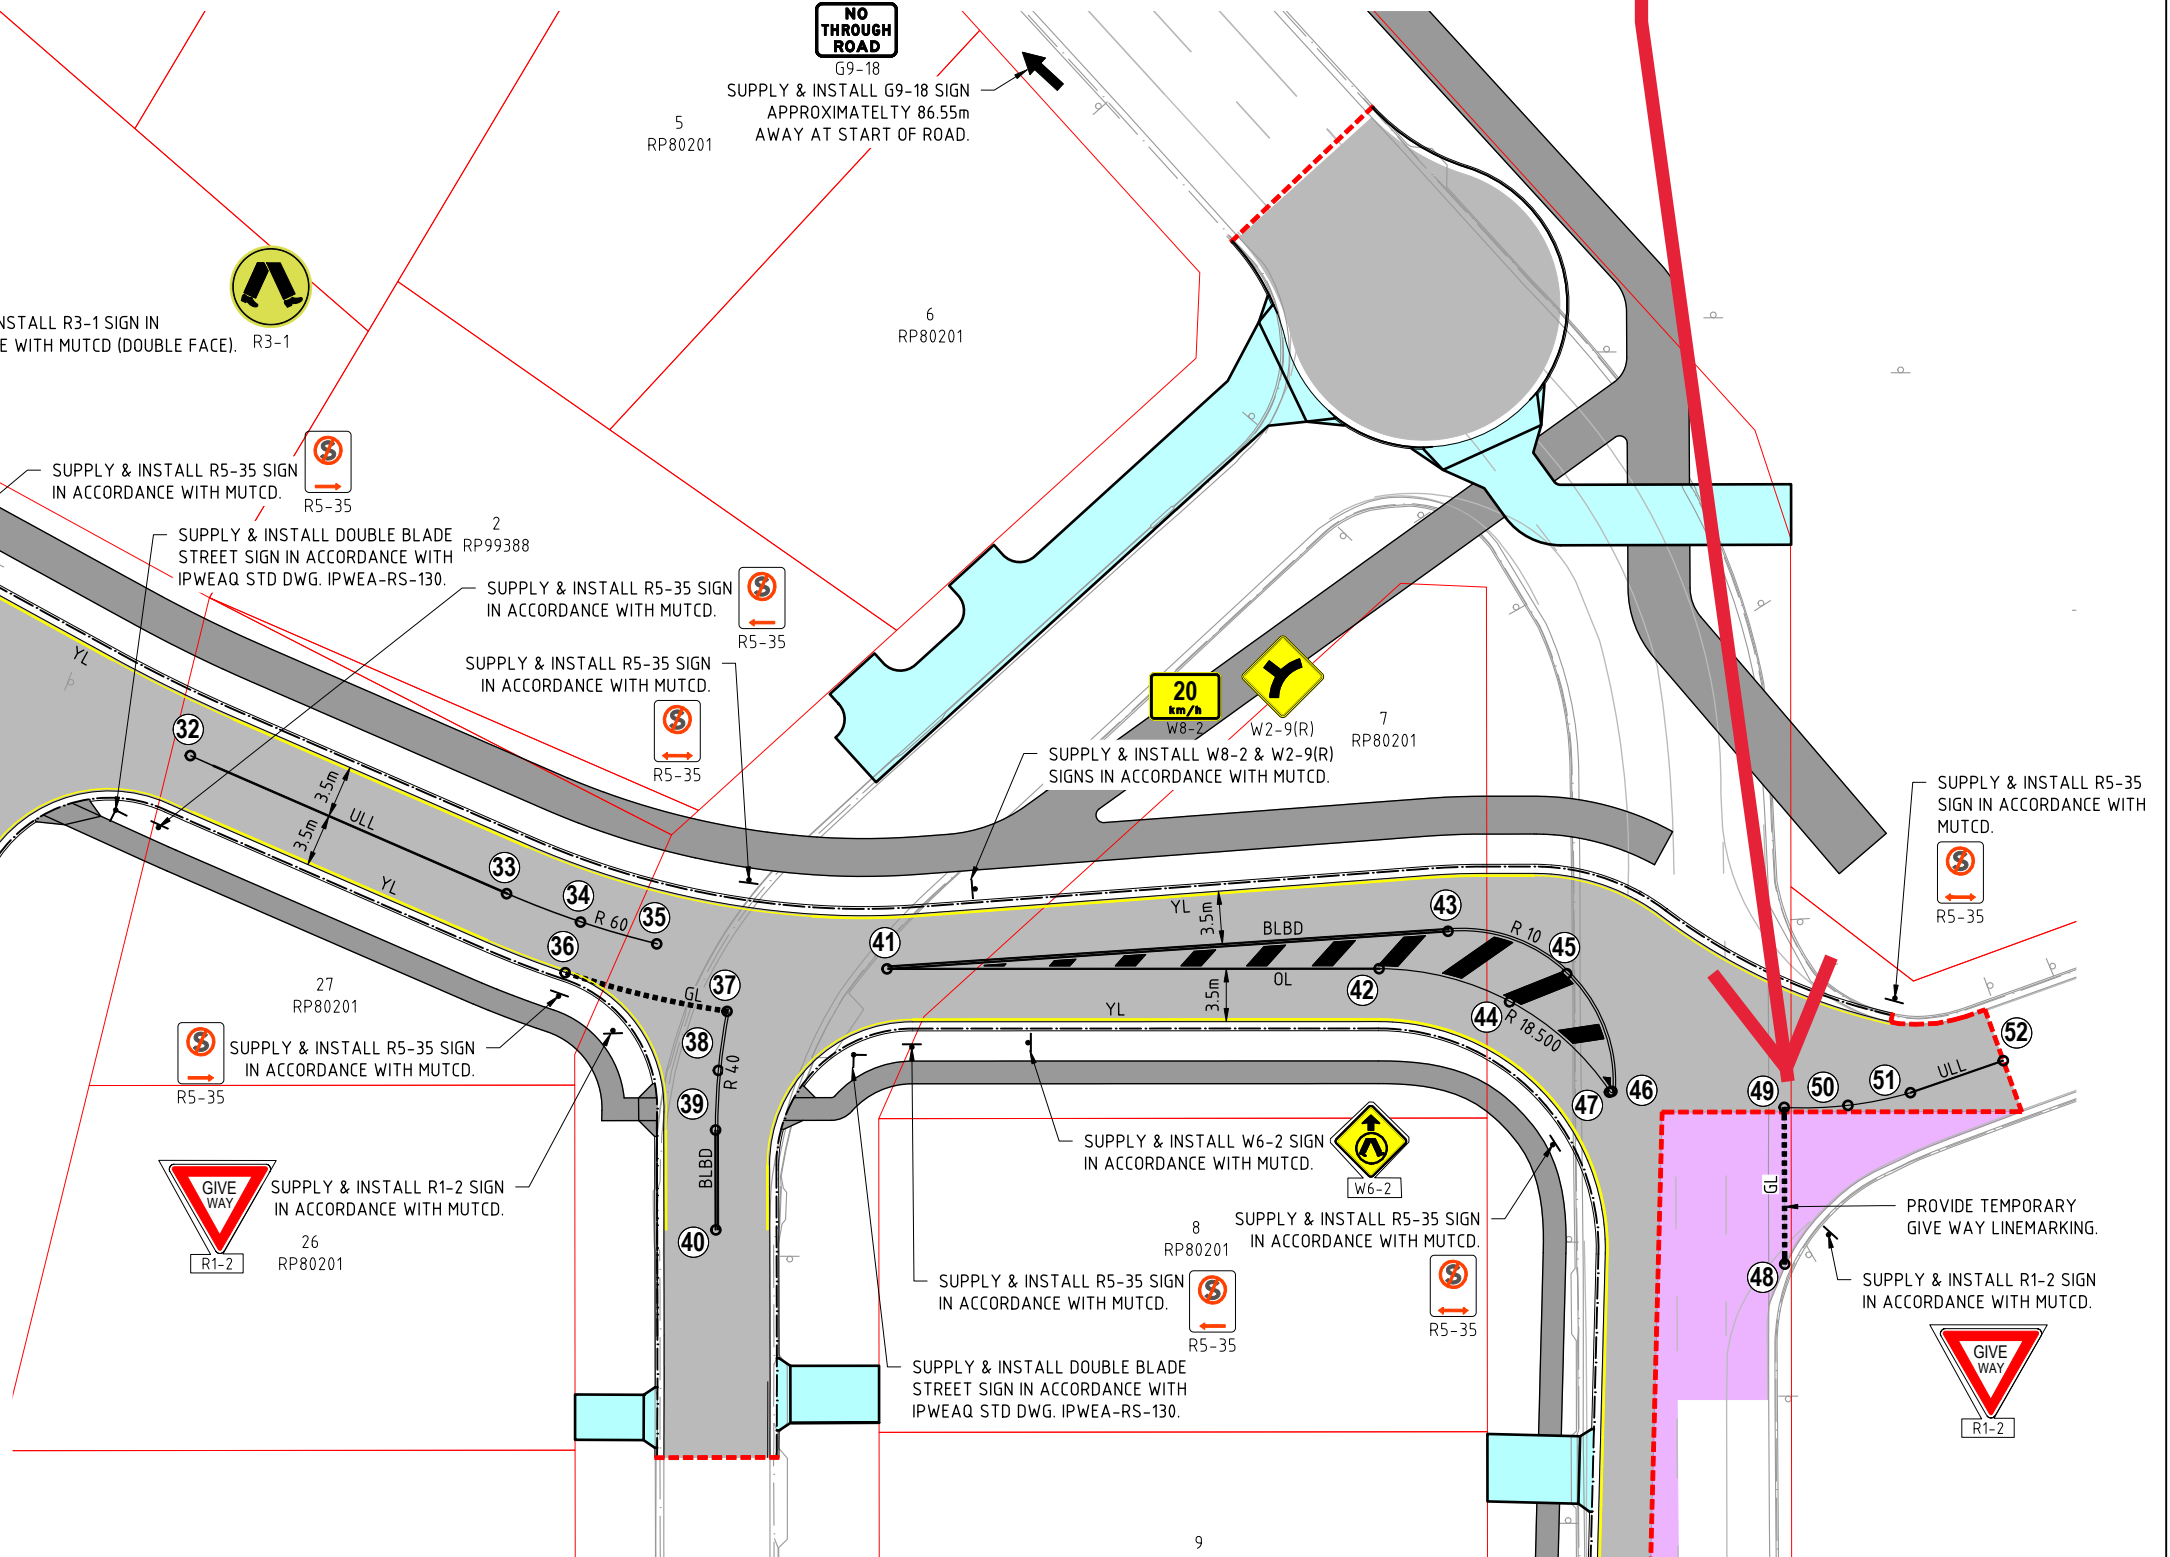 NO
THROUGH
ROAD
G9-18
SUPPLY & INSTALL G9-18 SIGN
APPROXIMATELTY 86.55m
AWAY AT START OF ROAD.
5
RP80201
6
RP80201
NSTALL R3-1 SIGN IN
E WITH MUTCD (DOUBLE FACE).
R3-1
SUPPLY & INSTALL R5-35 SIGN
IN ACCORDANCE WITH MUTCD.
S
R5-35
SUPPLY & INSTALL DOUBLE BLADE
STREET SIGN IN ACCORDANCE WITH
IPWEAQ STD DWG. IPWEA-RS-130.
2
RP99388
SUPPLY & INSTALL R5-35 SIGN
IN ACCORDANCE WITH MUTCD.
S
R5-35
SUPPLY & INSTALL R5-35 SIGN
IN ACCORDANCE WITH MUTCD.
S
R5-35
20
km/h
W8-2
W2-9(R)
SUPPLY & INSTALL W8-2 & W2-9(R)
SIGNS IN ACCORDANCE WITH MUTCD.
7
RP80201
SUPPLY & INSTALL R5-35
SIGN IN ACCORDANCE WITH
MUTCD.
S
R5-35
YL
32
3.5m
3.5m
ULL
YL
33
34
R 60
35
36
GL
37
38
R 40
39
BLBD
40
41
YL
3.5m
BLBD
43
R 10
45
OL
42
3.5m
YL
44
R 18.500
46
47
49
50
51
ULL
52
GL
48
27
RP80201
S
R5-35
SUPPLY & INSTALL R5-35 SIGN
IN ACCORDANCE WITH MUTCD.
GIVE
WAY
R1-2
SUPPLY & INSTALL R1-2 SIGN
IN ACCORDANCE WITH MUTCD.
26
RP80201
SUPPLY & INSTALL W6-2 SIGN
IN ACCORDANCE WITH MUTCD.
W6-2
8
RP80201
SUPPLY & INSTALL R5-35 SIGN
IN ACCORDANCE WITH MUTCD.
S
R5-35
SUPPLY & INSTALL R5-35 SIGN
IN ACCORDANCE WITH MUTCD.
S
R5-35
SUPPLY & INSTALL DOUBLE BLADE
STREET SIGN IN ACCORDANCE WITH
IPWEAQ STD DWG. IPWEA-RS-130.
PROVIDE TEMPORARY
GIVE WAY LINEMARKING.
SUPPLY & INSTALL R1-2 SIGN
IN ACCORDANCE WITH MUTCD.
GIVE
WAY
R1-2
9